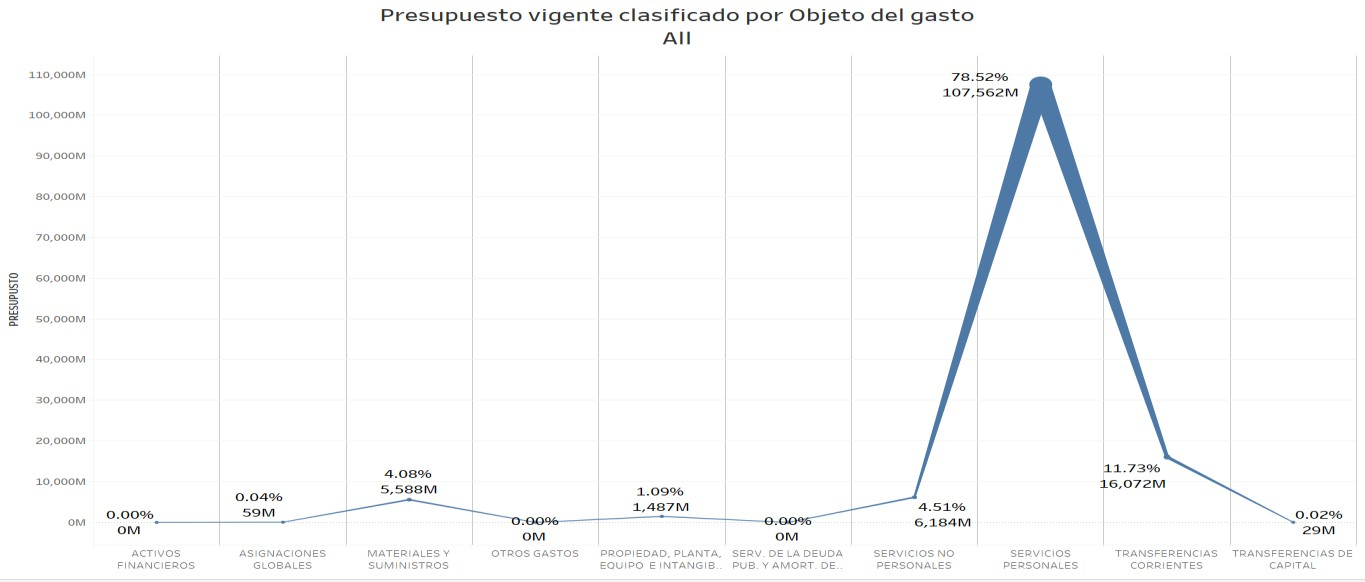 Presupuesto vigente clasificado por Objeto del gasto
All
PRESUPUSTO
110,000M
100,000M
90,000M
80,000M
70,000M
60,000M
50,000M
40,000M
30,000M
20,000M
10,000M
0M
0.00%
0M
0.04%
59M
4.08%
5,588M
0.00%
0M
1.09%
1,487M
0.00%
0M
4.51%
6,184M
78.52%
107,562M
11.73%
16,072M
0.02%
29M
ACTIVOS
FINANCIEROS
ASIGNACIONES
GLOBALES
MATERIALES Y
SUMINISTROS
OTROS GASTOS
PROPIEDAD, PLANTA,
EQUIPO E INTANGIB..
SERV. DE LA DEUDA
PUB. Y AMORT. DE..
SERVICIOS NO
PERSONALES
SERVICIOS
PERSONALES
TRANSFERENCIAS
CORRIENTES
TRANSFERENCIAS DE
CAPITAL